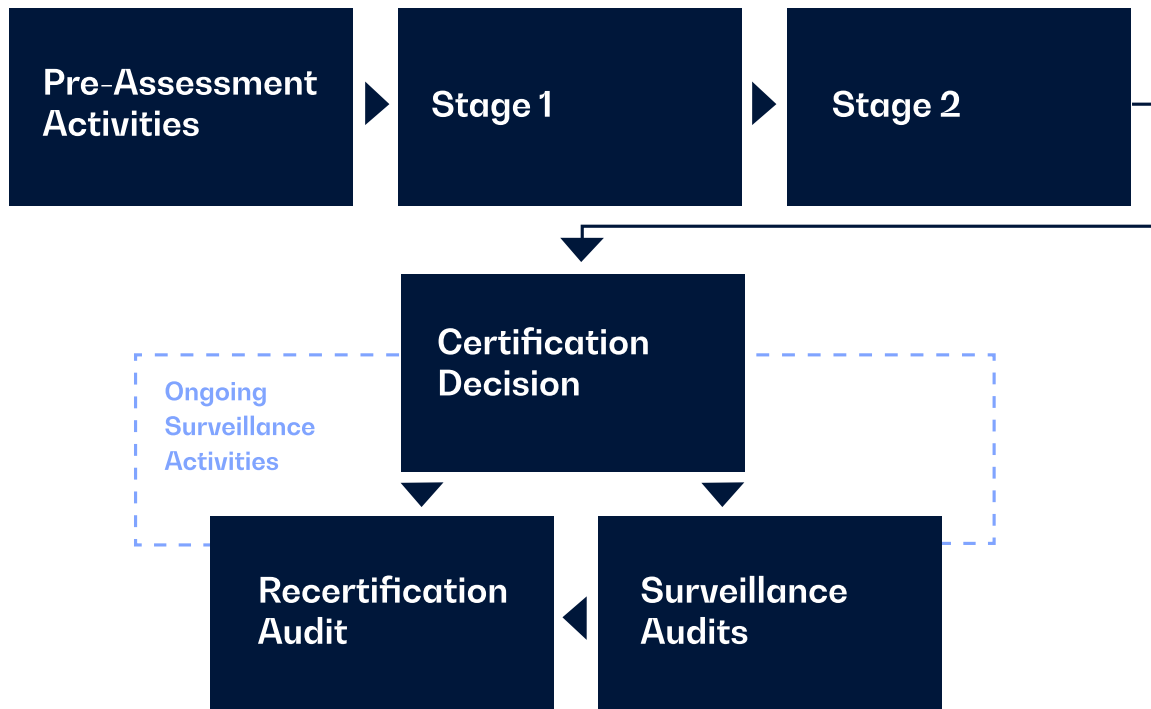 Pre-Assessment
Activities
Stage 1
Stage 2
Certification
Decision
Ongoing
Surveillance
Activities
Recertification
Audit
Surveillance
Audits